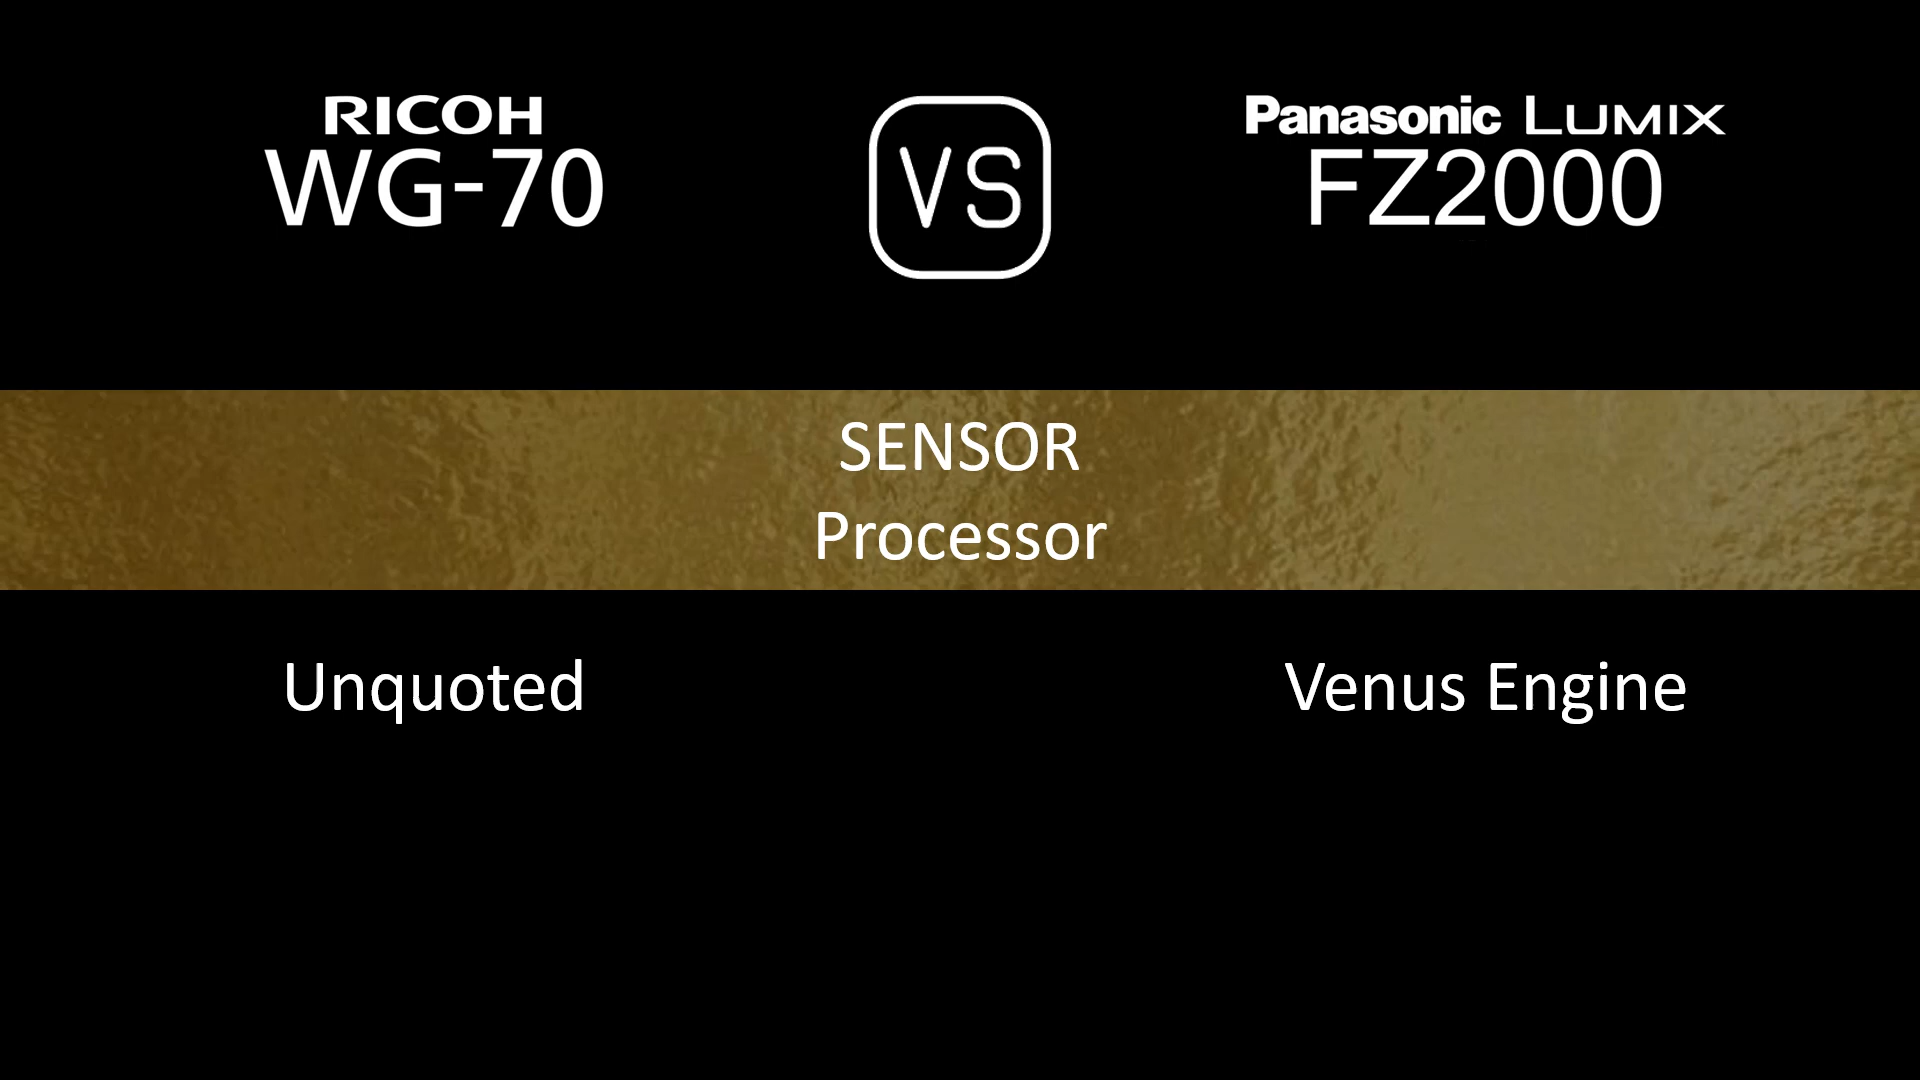 RICOH
WG-70
VS
Panasonic LUMIX
FZ2000
SENSOR
Processor
Unquoted
Venus Engine